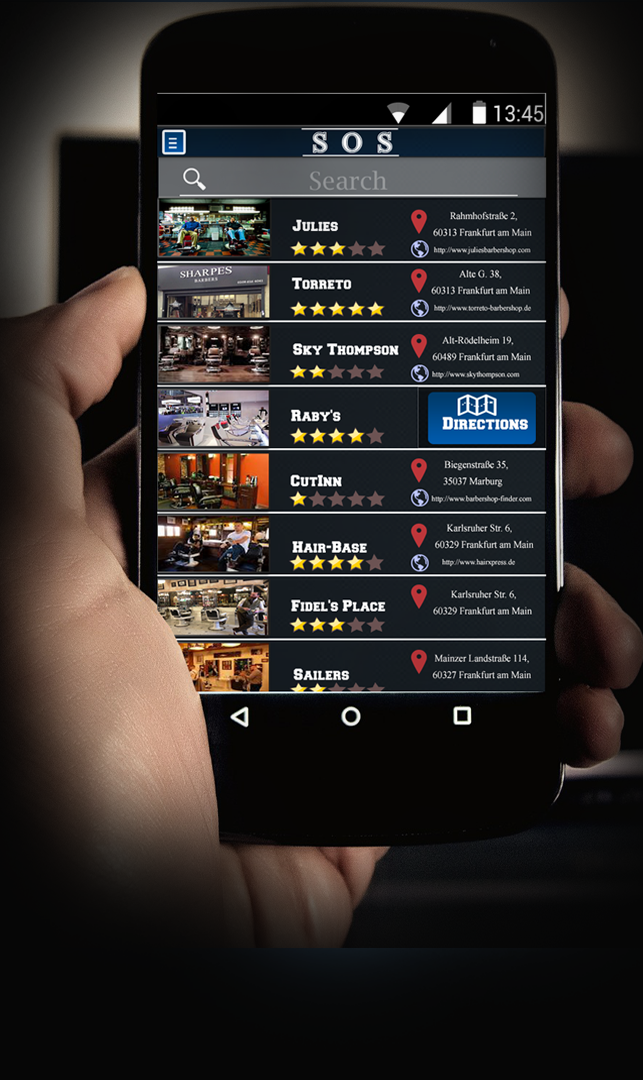 13:45
SOS
Search
Julies
Rahmhofstraße 2,
60313 Frankfurt am Main
http://www.juliesbarbershop.com
SHARPES
BARBERS
Torreto
Alte G. 38,
60313 Frankfurt am Main
http://www.torreto-barbershop.de
Sky Thompson
Alt-Rödelheim 19,
60489 Frankfurt am Main
http://www.skythompson.com
Raby's
Directions
CutInn
Biegenstraße 35,
35037 Marburg
http://www.barbershop-finder.com
Hair-Base
Karlsruher Str. 6,
60329 Frankfurt am Main
http://www.hairxpress.de
Fidel's Place
Karlsruher Str. 6,
60329 Frankfurt am Main
Sailers
Mainzer Landstraße 114,
60327 Frankfurt am Main